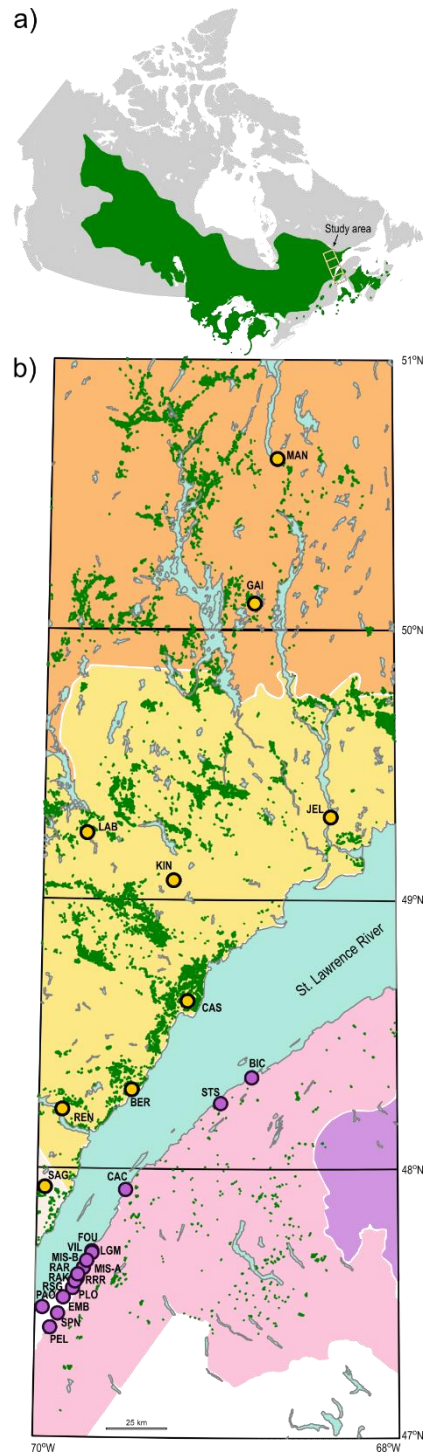 a)
Study area
b)
51°N
MAN
GAI
50°N
JEL
LAB
KIN
49°N
CAS
St. Lawrence River
BIC
STS
BER
REN
48°N
SAG
CAC
FOU
VIL
LGM
MIS-B
RAR
MIS-A
RAK
RRR
RSG
PLO
PAO
EMB
SPN
PEL
25 km
47°N
70°W
68°W